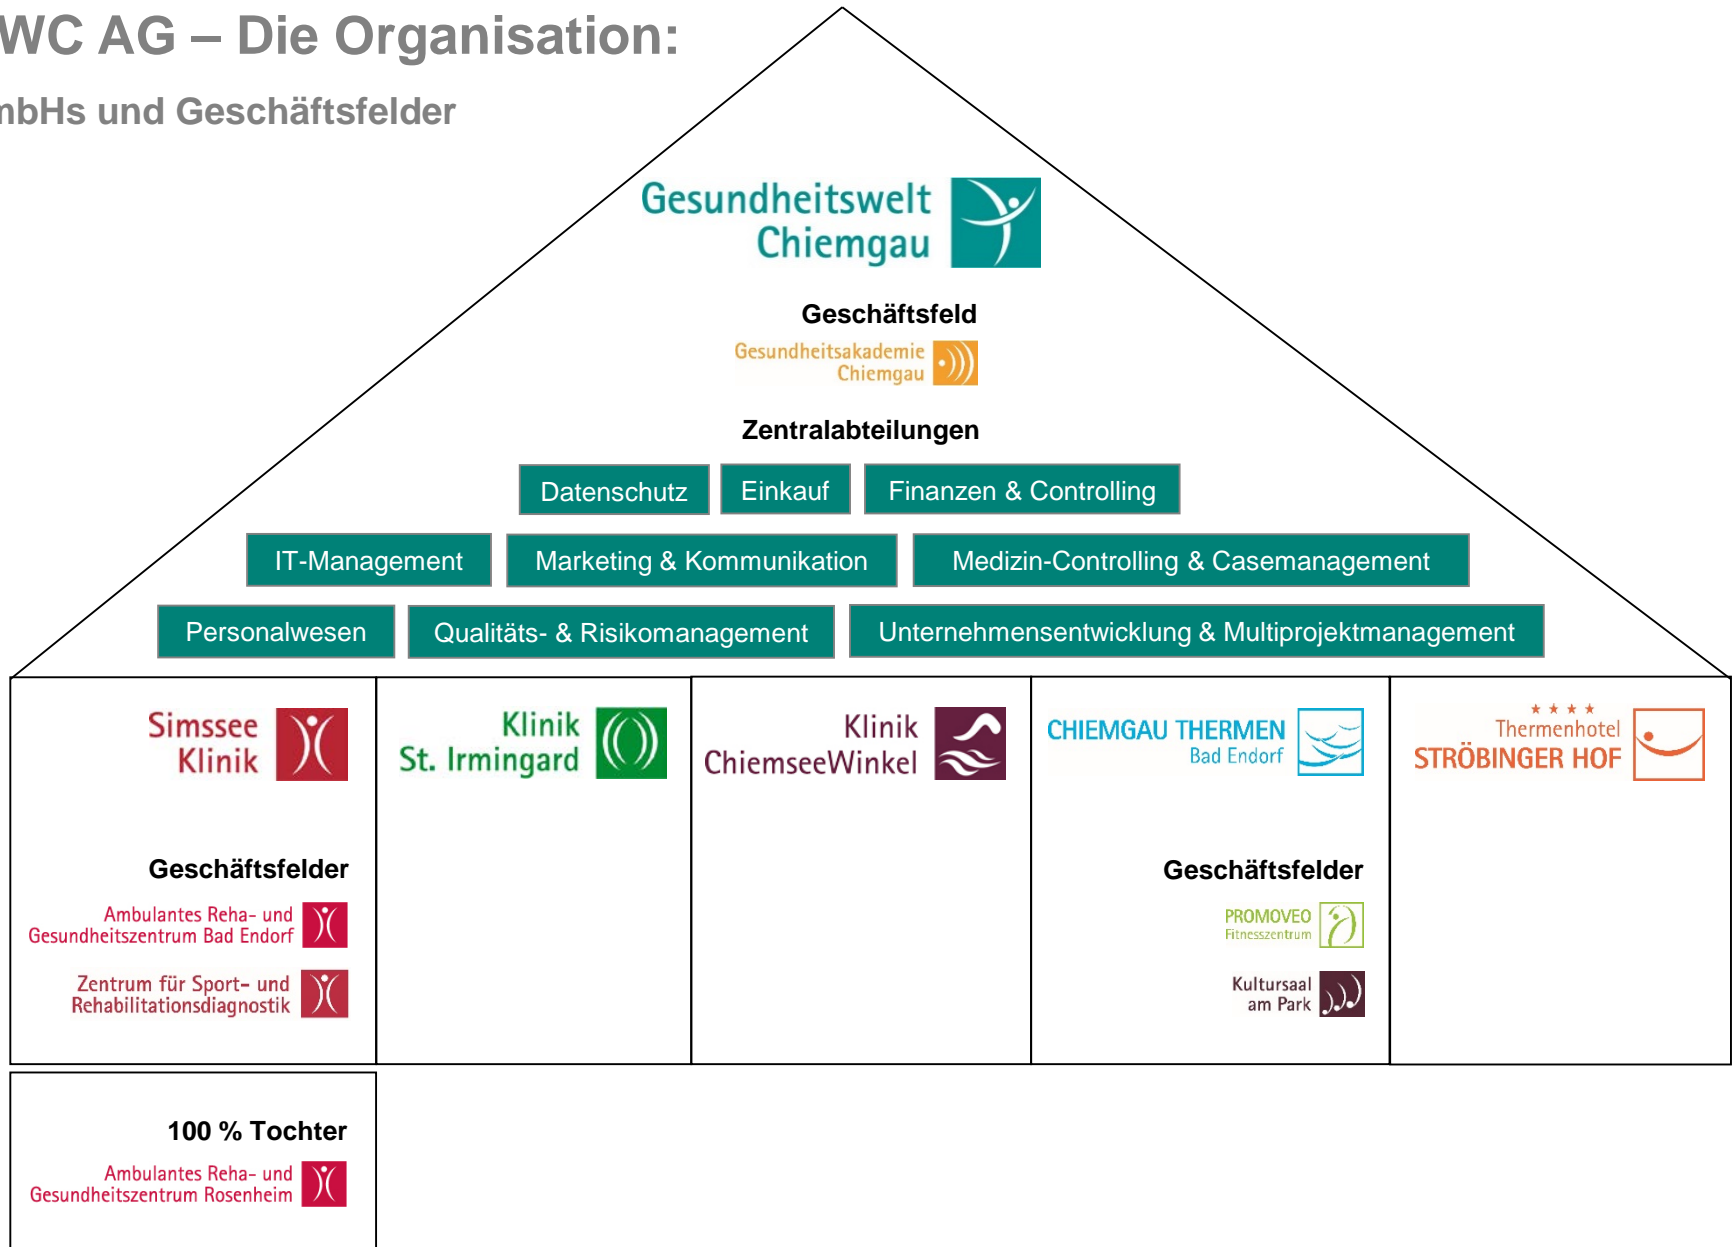 WC AG – Die Organisation:
mbHs und Geschäftsfelder
Gesundheitswelt
Chiemgau
Geschäftsfeld
Gesundheitsakademie
Chiemgau
Zentralabteilungen
Datenschutz
Einkauf
Finanzen & Controlling
IT-Management
Marketing & Kommunikation
Medizin-Controlling & Casemanagement
Personalwesen
Qualitäts- & Risikomanagement
Unternehmensentwicklung & Multiprojektmanagement
Simssee
Klinik
Geschäftsfelder
Ambulantes Reha- und
Gesundheitszentrum Bad Endorf
Zentrum für Sport- und
Rehabilitationsdiagnostik
Klinik
St. Irmingard
Klinik
ChiemseeWinkel
CHIEMGAU THERMEN
Bad Endorf
Geschäftsfelder
PROMOVEO
Fitnesszentrum
Kultursaal
am Park
★ ★ ★ ★
Thermenhotel
STRÖBINGER HOF
100 % Tochter
Ambulantes Reha- und
Gesundheitszentrum Rosenheim